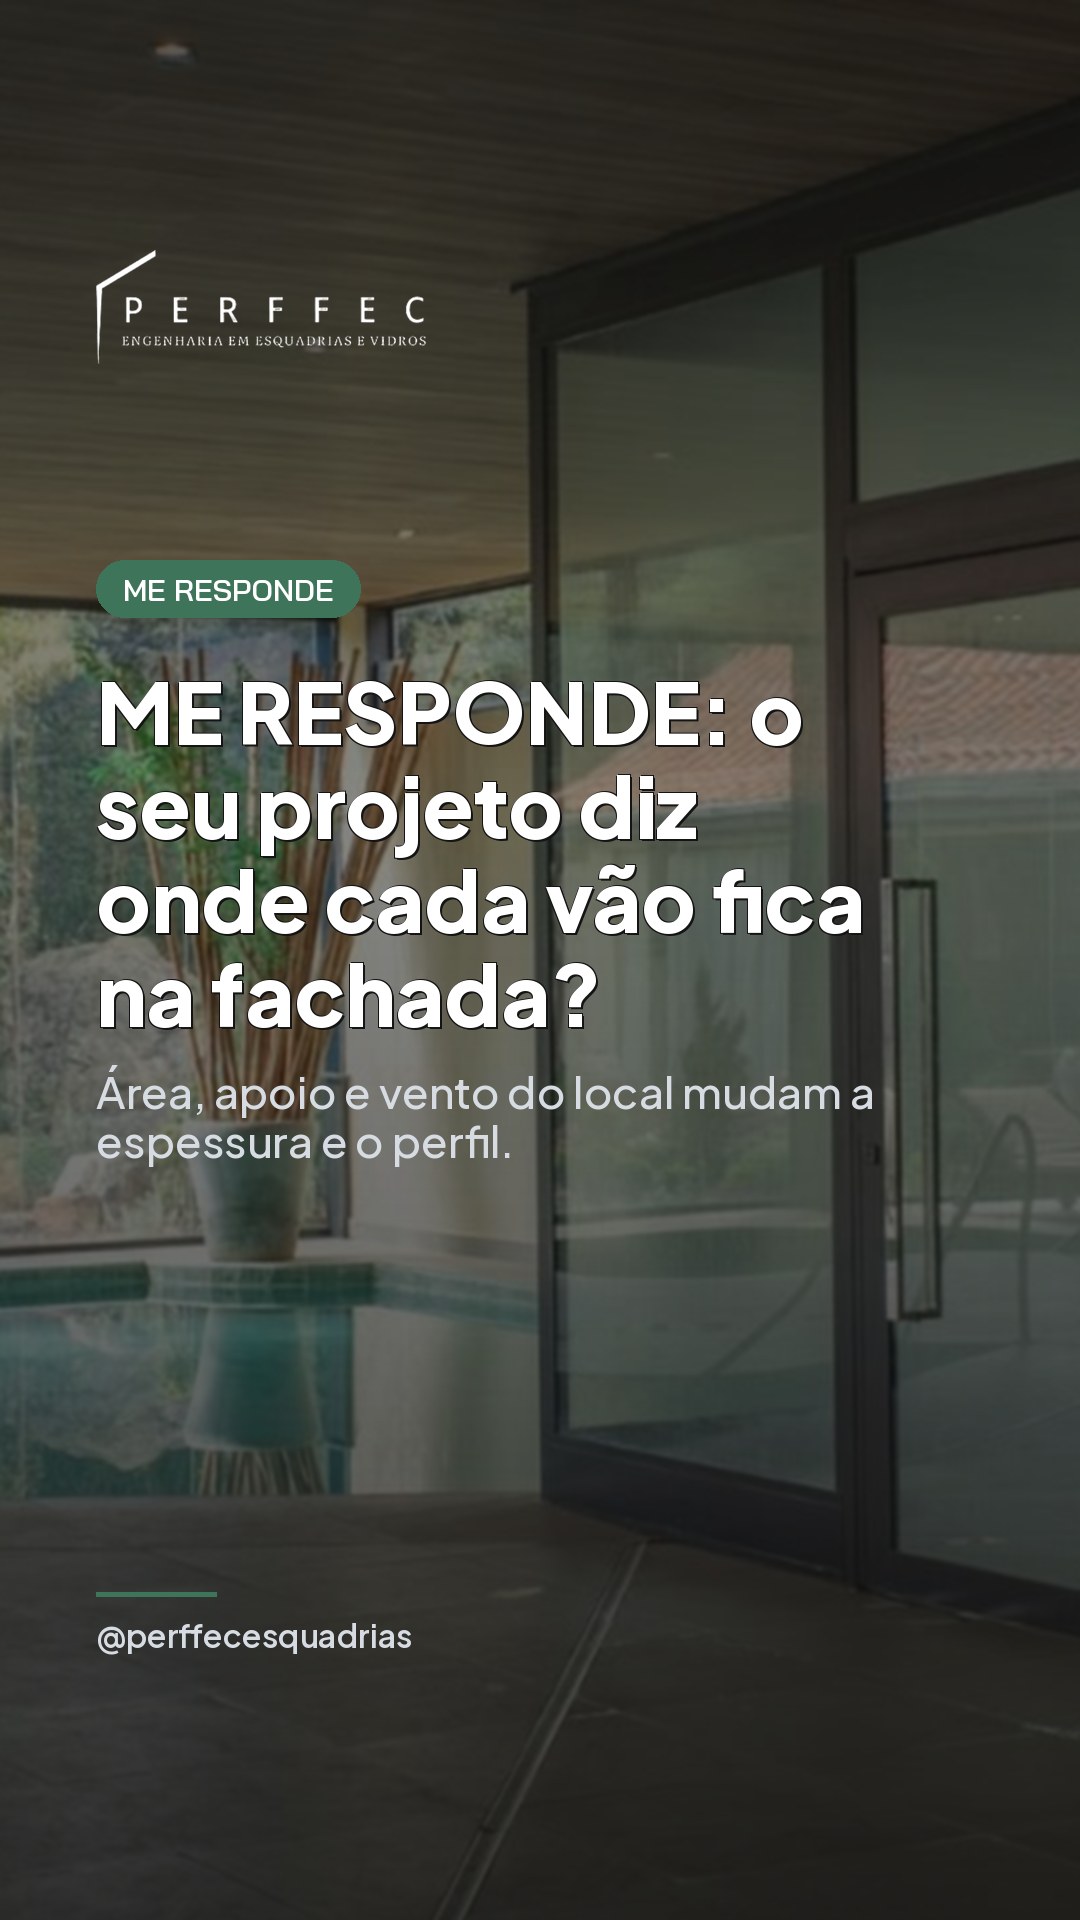 PERFFEC
ENGENHARIA EM ESQUADRIAS E VIDROS
ME RESPONDE
ME RESPONDE: o
seu projeto diz
onde cada vão fica
na fachada?
Área, apoio e vento do local mudam a
espessura e o perfil.
@perffecesquadrias